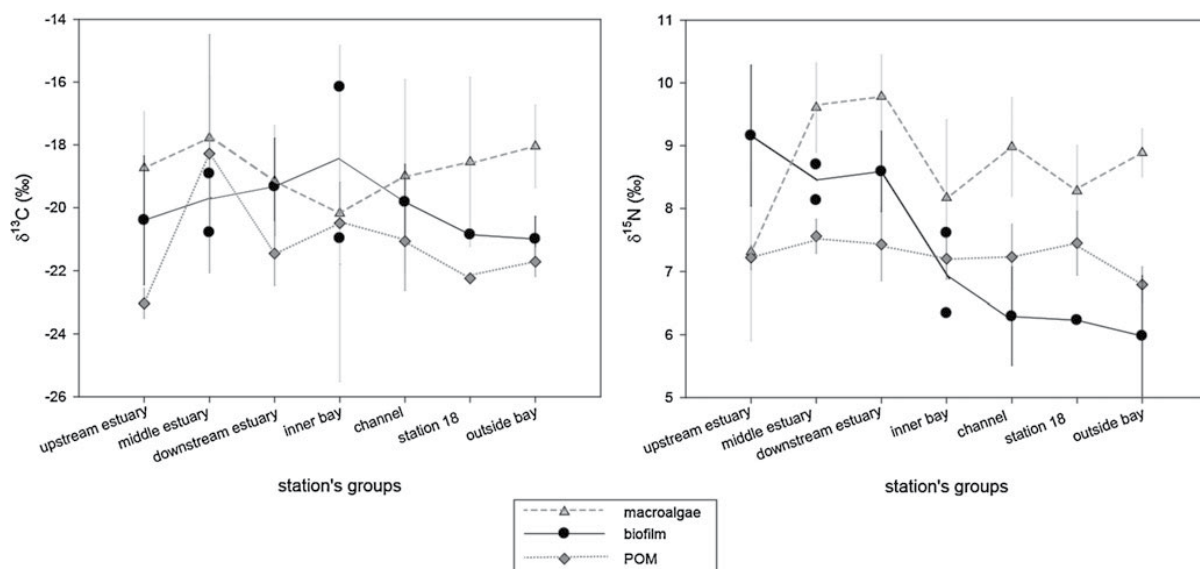 -14
-16
-18
-20
-22
-24
-26
δ13C (‰)
upstream estuary
middle estuary
downstream estuary
inner bay
channel
station 18
outside bay
station's groups
11
10
9
8
7
6
5
δ15N (‰)
upstream estuary
middle estuary
downstream estuary
inner bay
channel
station 18
outside bay
station's groups
macroalgae
biofilm
POM